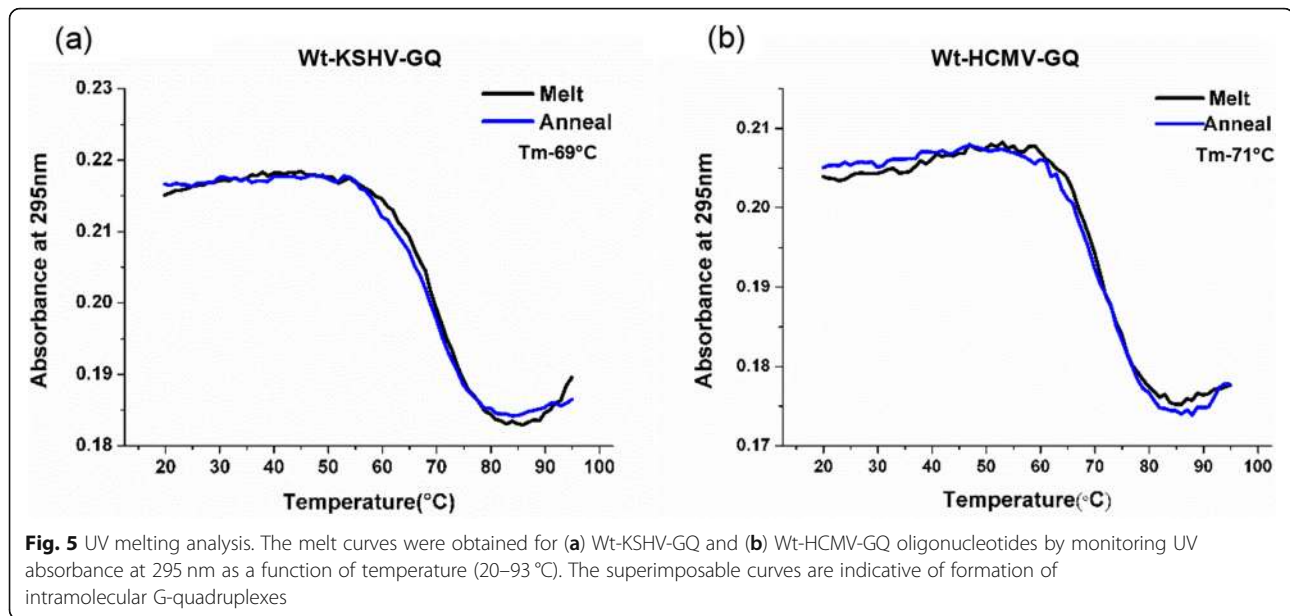 (a)
Wt-KSHV-GQ
Melt
Anneal
Tm-69°C
Absorbance at 295nm
0.23
0.22
0.21
0.20
0.19
0.18
20 30 40 50 60 70 80 90 100
Temperature(°C)
(b)
Wt-HCMV-GQ
Melt
Anneal
Tm-71°C
Absorbance at 295nm
0.21
0.20
0.19
0.18
0.17
20 30 40 50 60 70 80 90 100
Temperature(°C)
Fig. 5 UV melting analysis. The melt curves were obtained for (a) Wt-KSHV-GQ and (b) Wt-HCMV-GQ oligonucleotides by monitoring UV
absorbance at 295 nm as a function of temperature (20–93 °C). The superimposable curves are indicative of formation of
intramolecular G-quadruplexes